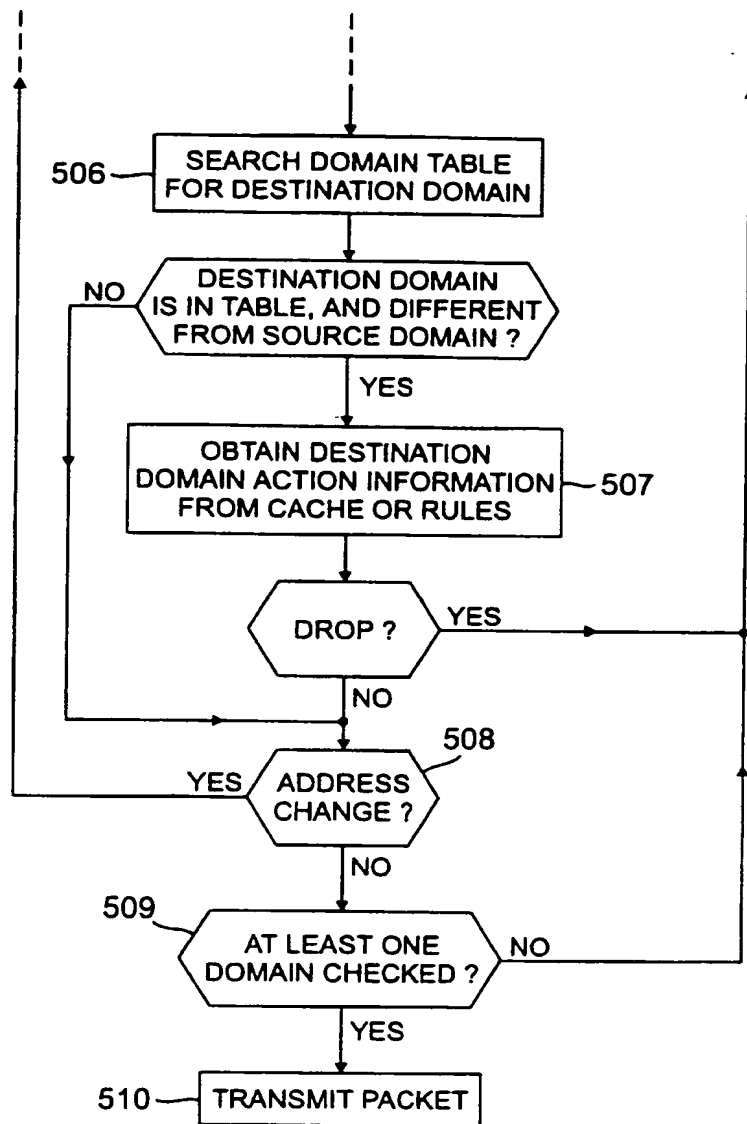 506
SEARCH DOMAIN TABLE
FOR DESTINATION DOMAIN
NO
DESTINATION DOMAIN
IS IN TABLE, AND DIFFERENT
FROM SOURCE DOMAIN ?
YES
OBTAIN DESTINATION
DOMAIN ACTION INFORMATION
FROM CACHE OR RULES
507
DROP ?
YES
NO
508
YES
ADDRESS
CHANGE ?
NO
509
AT LEAST ONE
DOMAIN CHECKED ?
NO
YES
510
TRANSMIT PACKET